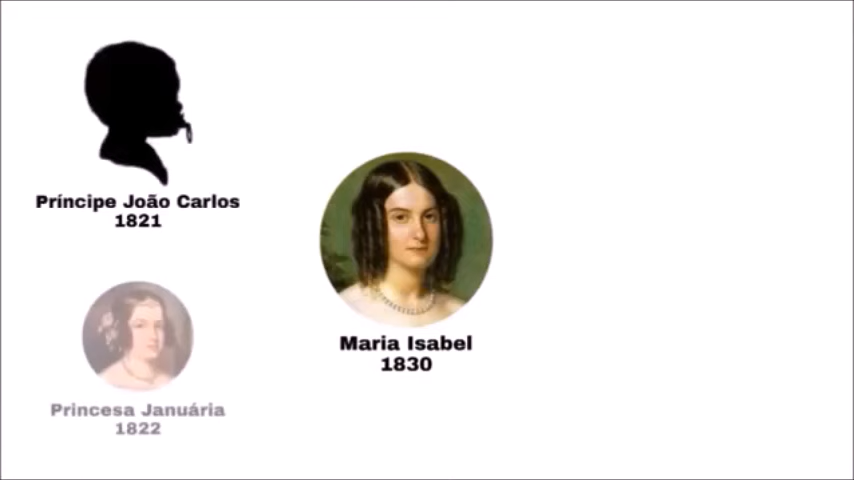 Príncipe João Carlos
1821
Princesa Januária
1822
Maria Isabel
1830